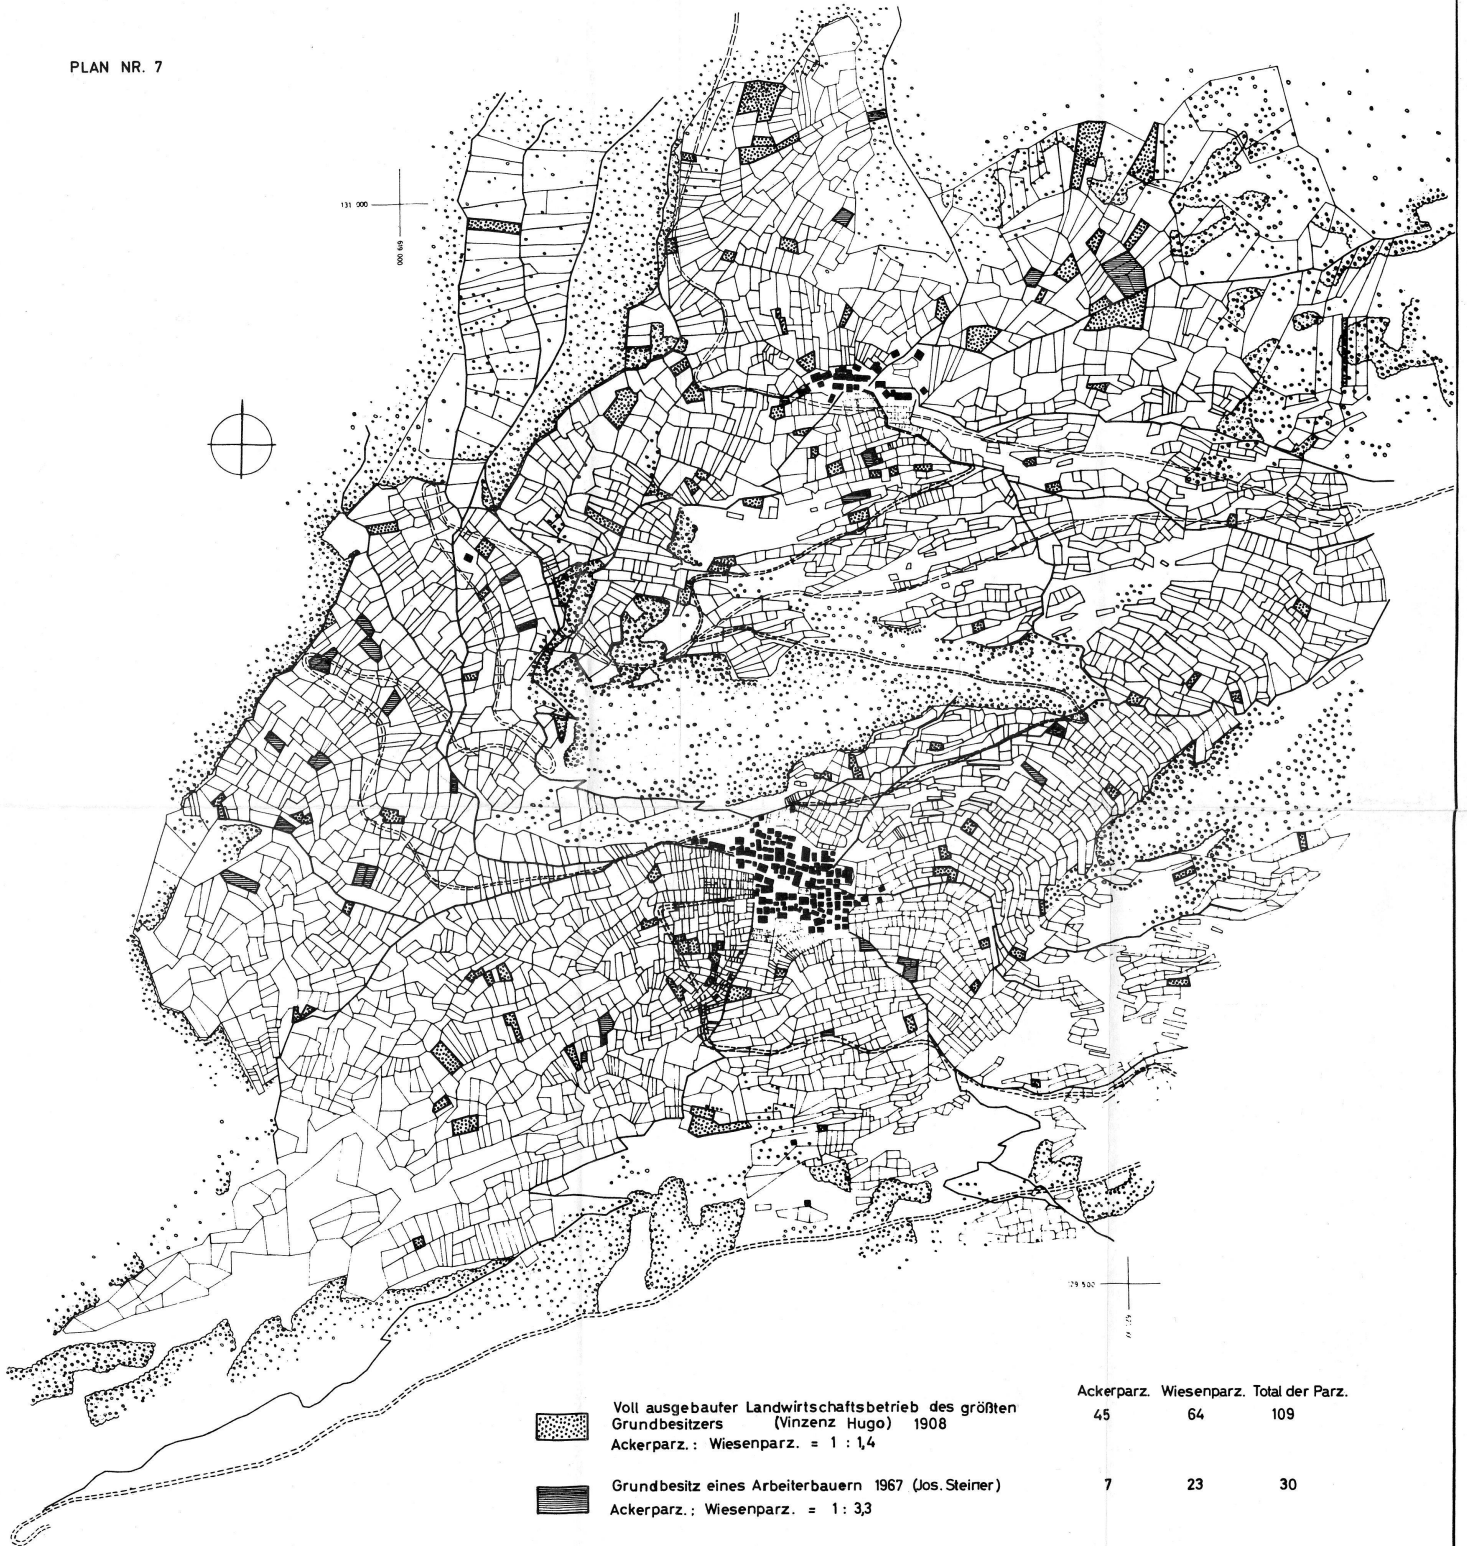 PLAN NR. 7
131 000
619 000
129 500
Ackerparz. Wiesenparz. Total der Parz.
Voll ausgebauter Landwirtschaftsbetrieb des größten
Grundbesitzers (Vinzenz Hugo) 1908 45 64 109
Ackerparz.: Wiesenparz. = 1 : 1,4
Grundbesitz eines Arbeiterbauern 1967 (Jos. Steiner) 7 23 30
Ackerparz.: Wiesenparz. = 1 : 3,3